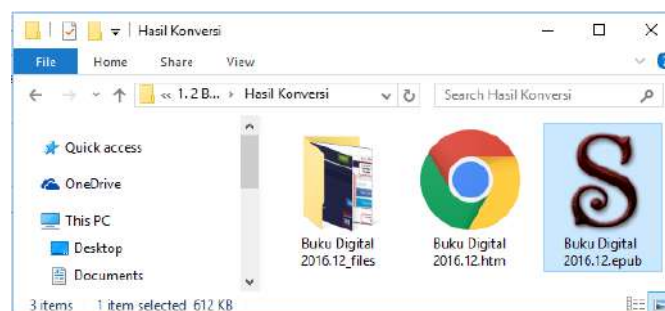 Hasil Konversi
File Home Share View
« 1. 2 B... › Hasil Konversi Search Hasil Konversi
Quick access
OneDrive
This PC
Desktop
Documents
Buku Digital 2016.12_files
Buku Digital 2016.12.htm
Buku Digital 2016.12.epub
3 items 1 item selected 612 KB